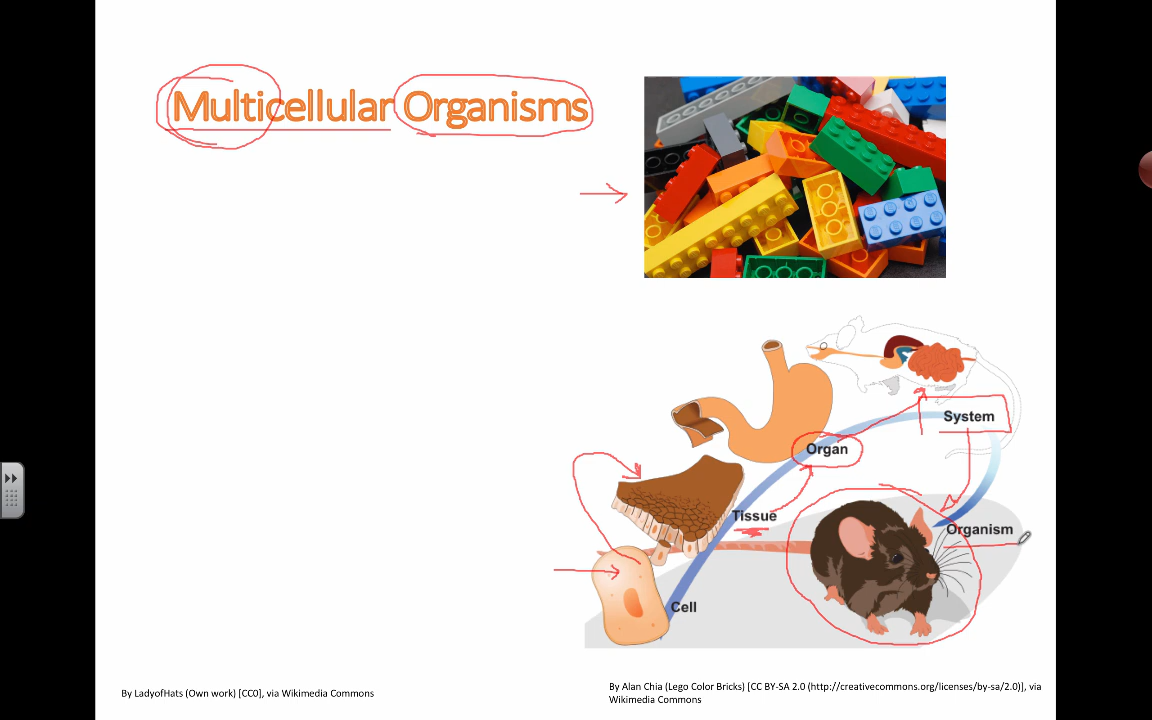 Multicellular Organisms
System
Organ
Tissue
Organism
Cell
By LadyofHats (Own work) [CC0], via Wikimedia Commons
By Alan Chia (Lego Color Bricks) [CC BY-SA 2.0 (http://creativecommons.org/licenses/by-sa/2.0)], via
Wikimedia Commons